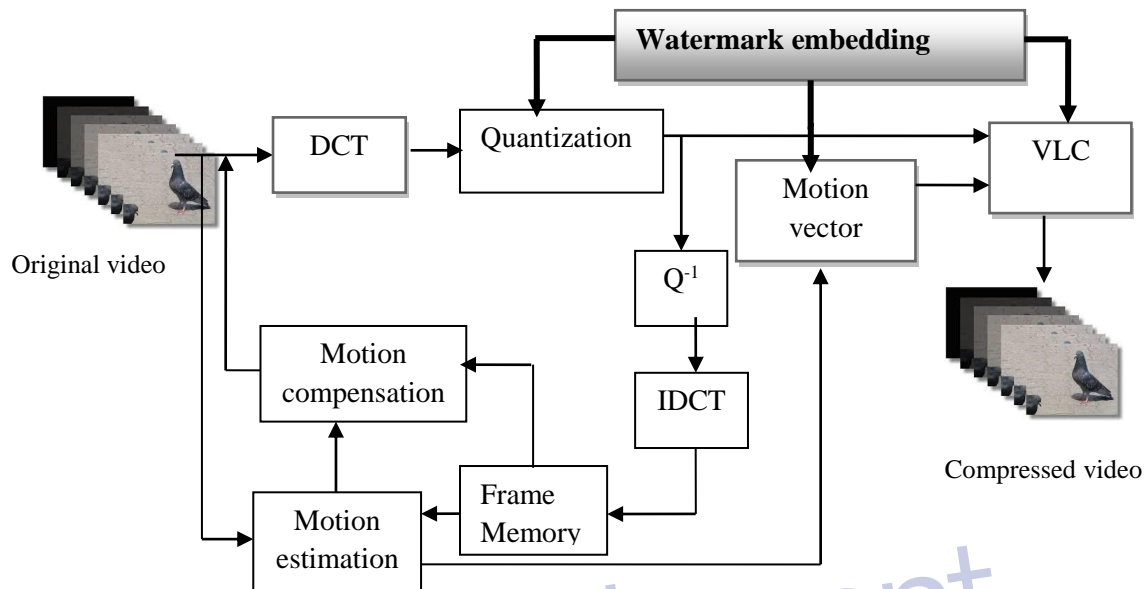 Watermark embedding
DCT
Quantization
VLC
Motion
vector
Original video
Q-1
Motion
compensation
IDCT
Compressed video
Frame
Memory
Motion
estimation